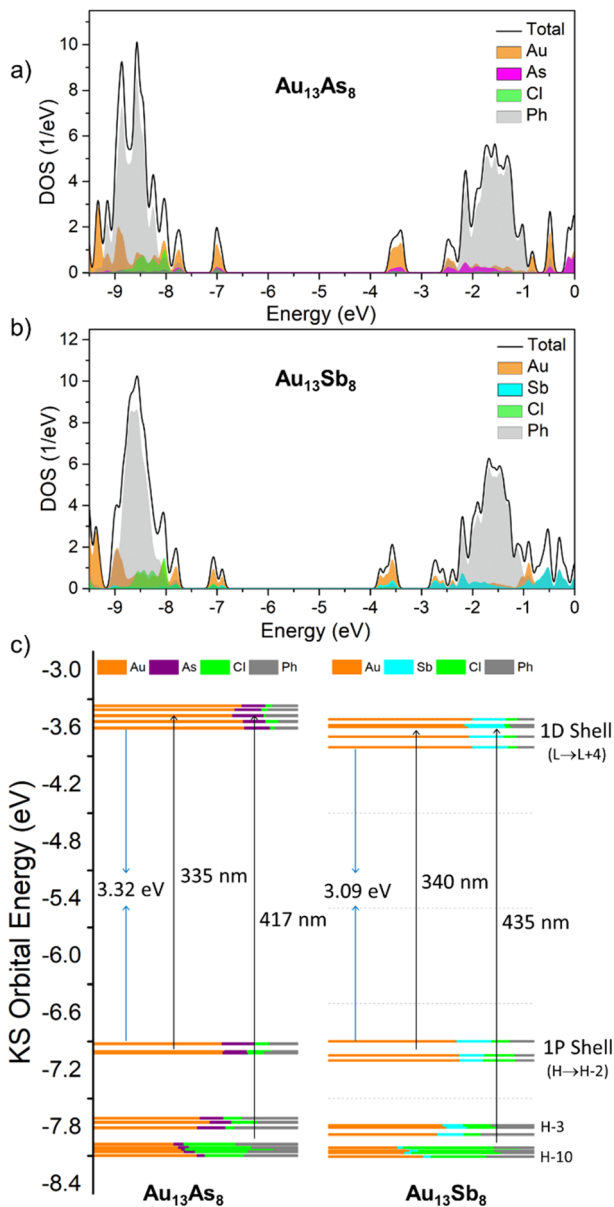 a)
Au13As8
Total
Au
As
Cl
Ph
DOS (1/eV)
10
8
6
4
2
0
-9 -8 -7 -6 -5 -4 -3 -2 -1 0
Energy (eV)
b)
Au13Sb8
Total
Au
Sb
Cl
Ph
DOS (1/eV)
12
10
8
6
4
2
0
-9 -8 -7 -6 -5 -4 -3 -2 -1 0
Energy (eV)
c)
KS Orbital Energy (eV)
-3.0
-3.6
-4.2
-4.8
-5.4
-6.0
-6.6
-7.2
-7.8
-8.4
Au As Cl Ph
Au Sb Cl Ph
1D Shell
(L→L+4)
3.32 eV
335 nm
417 nm
3.09 eV
340 nm
435 nm
1P Shell
(H→H-2)
H-3
H-10
Au13As8
Au13Sb8